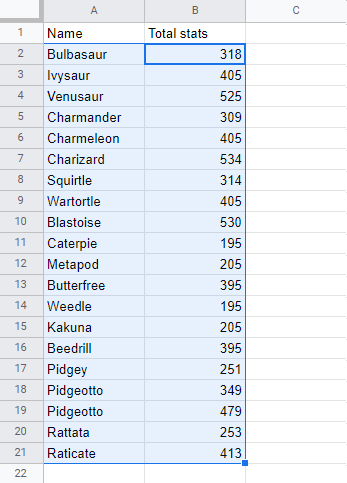 A B C
1 Name Total stats
2 Bulbasaur 318
3 Ivysaur 405
4 Venusaur 525
5 Charmander 309
6 Charmeleon 405
7 Charizard 534
8 Squirtle 314
9 Wartortle 405
10 Blastoise 530
11 Caterpie 195
12 Metapod 205
13 Butterfree 395
14 Weedle 195
15 Kakuna 205
16 Beedrill 395
17 Pidgey 251
18 Pidgeotto 349
19 Pidgeotto 479
20 Rattata 253
21 Raticate 413
22